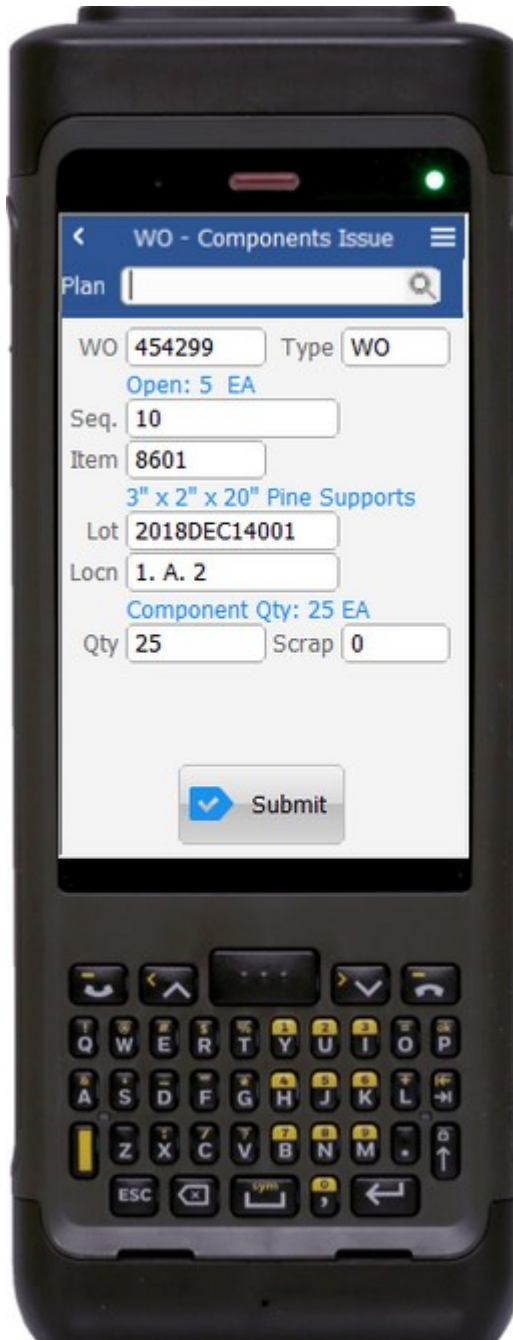 WO - Components Issue
Plan
WO 454299 Type WO
Open: 5 EA
Seq. 10
Item 8601
3" x 2" x 20" Pine Supports
Lot 2018DEC14001
Locn 1. A. 2
Component Qty: 25 EA
Qty 25 Scrap 0
Submit
Q W E R T Y U I O P
A S D F G H J K L
Z X C V B N M .
ESC sym ,